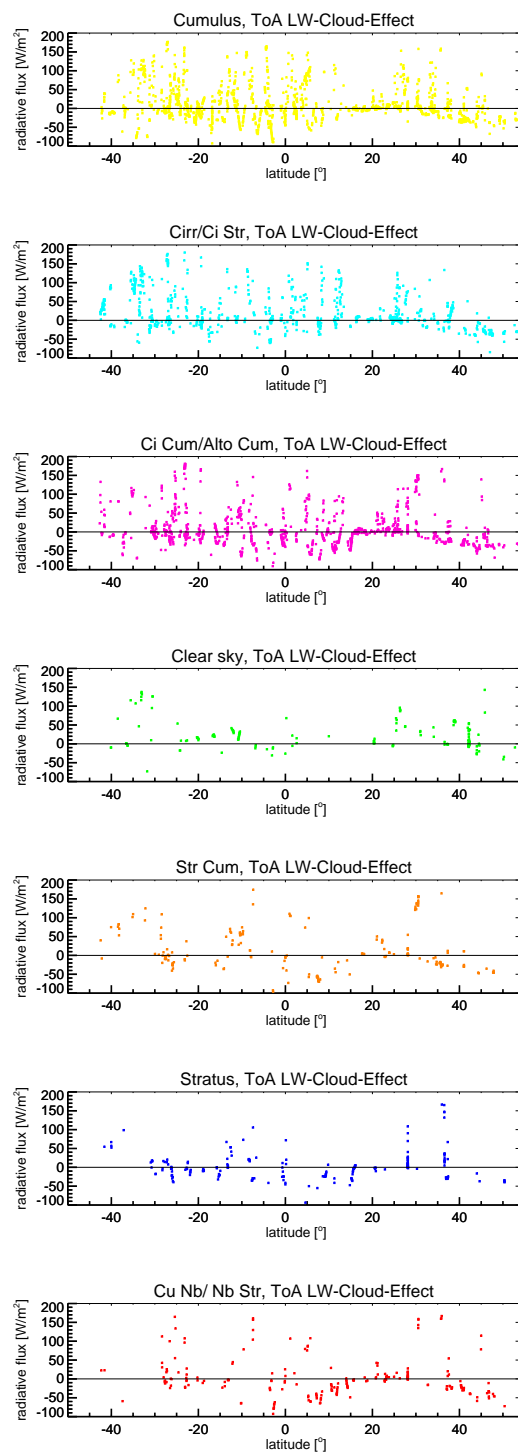 Cumulus, ToA LW-Cloud-Effect
radiative flux [W/m²]
200
150
100
50
0
-50
-100
-40 -20 0 20 40
latitude [°]
Cirr/Ci Str, ToA LW-Cloud-Effect
radiative flux [W/m²]
200
150
100
50
0
-50
-100
-40 -20 0 20 40
latitude [°]
Ci Cum/Alto Cum, ToA LW-Cloud-Effect
radiative flux [W/m²]
200
150
100
50
0
-50
-100
-40 -20 0 20 40
latitude [°]
Clear sky, ToA LW-Cloud-Effect
radiative flux [W/m²]
200
150
100
50
0
-50
-100
-40 -20 0 20 40
latitude [°]
Str Cum, ToA LW-Cloud-Effect
radiative flux [W/m²]
200
150
100
50
0
-50
-100
-40 -20 0 20 40
latitude [°]
Stratus, ToA LW-Cloud-Effect
radiative flux [W/m²]
200
150
100
50
0
-50
-100
-40 -20 0 20 40
latitude [°]
Cu Nb/ Nb Str, ToA LW-Cloud-Effect
radiative flux [W/m²]
200
150
100
50
0
-50
-100
-40 -20 0 20 40
latitude [°]